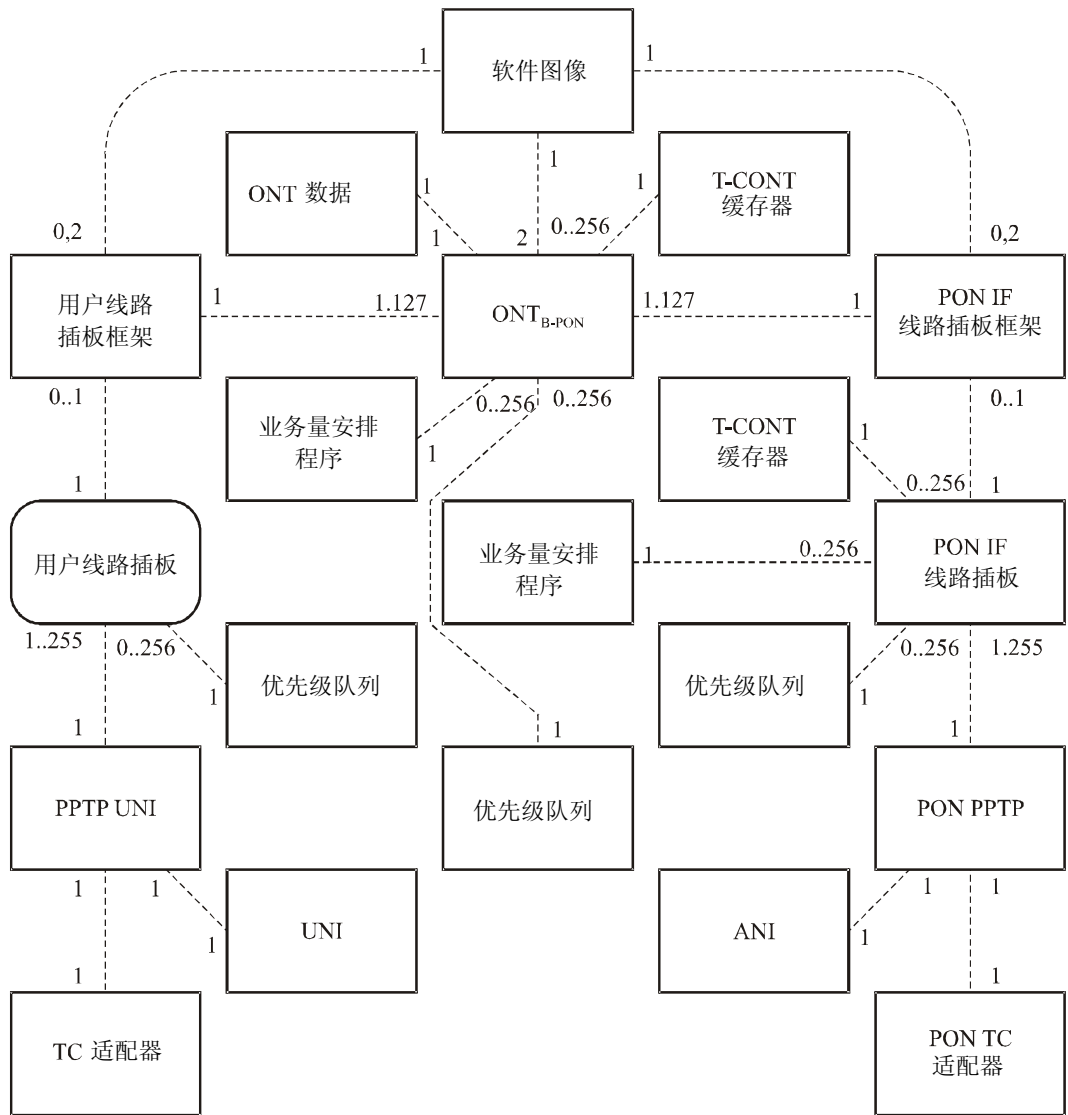 1
软件图像
1
1
1
0..256
2
ONT 数据
1
1
T-CONT
缓存器
1
0,2
0,2
用户线路
插板框架
1
1.127
ONT B-PON
1.127
1
PON IF
线路插板框架
0..1
0..256
0..256
0..1
业务量安排
程序
1
T-CONT
缓存器
1
0..256
1
1
用户线路插板
业务量安排
程序
1
0..256
PON IF
线路插板
1..255
0..256
0..256
1.255
1
优先级队列
优先级队列
1
1
1
1
PPTP UNI
优先级队列
PON PPTP
1
1
1
1
1
UNI
ANI
1
1
1
TC 适配器
PON TC
适配器